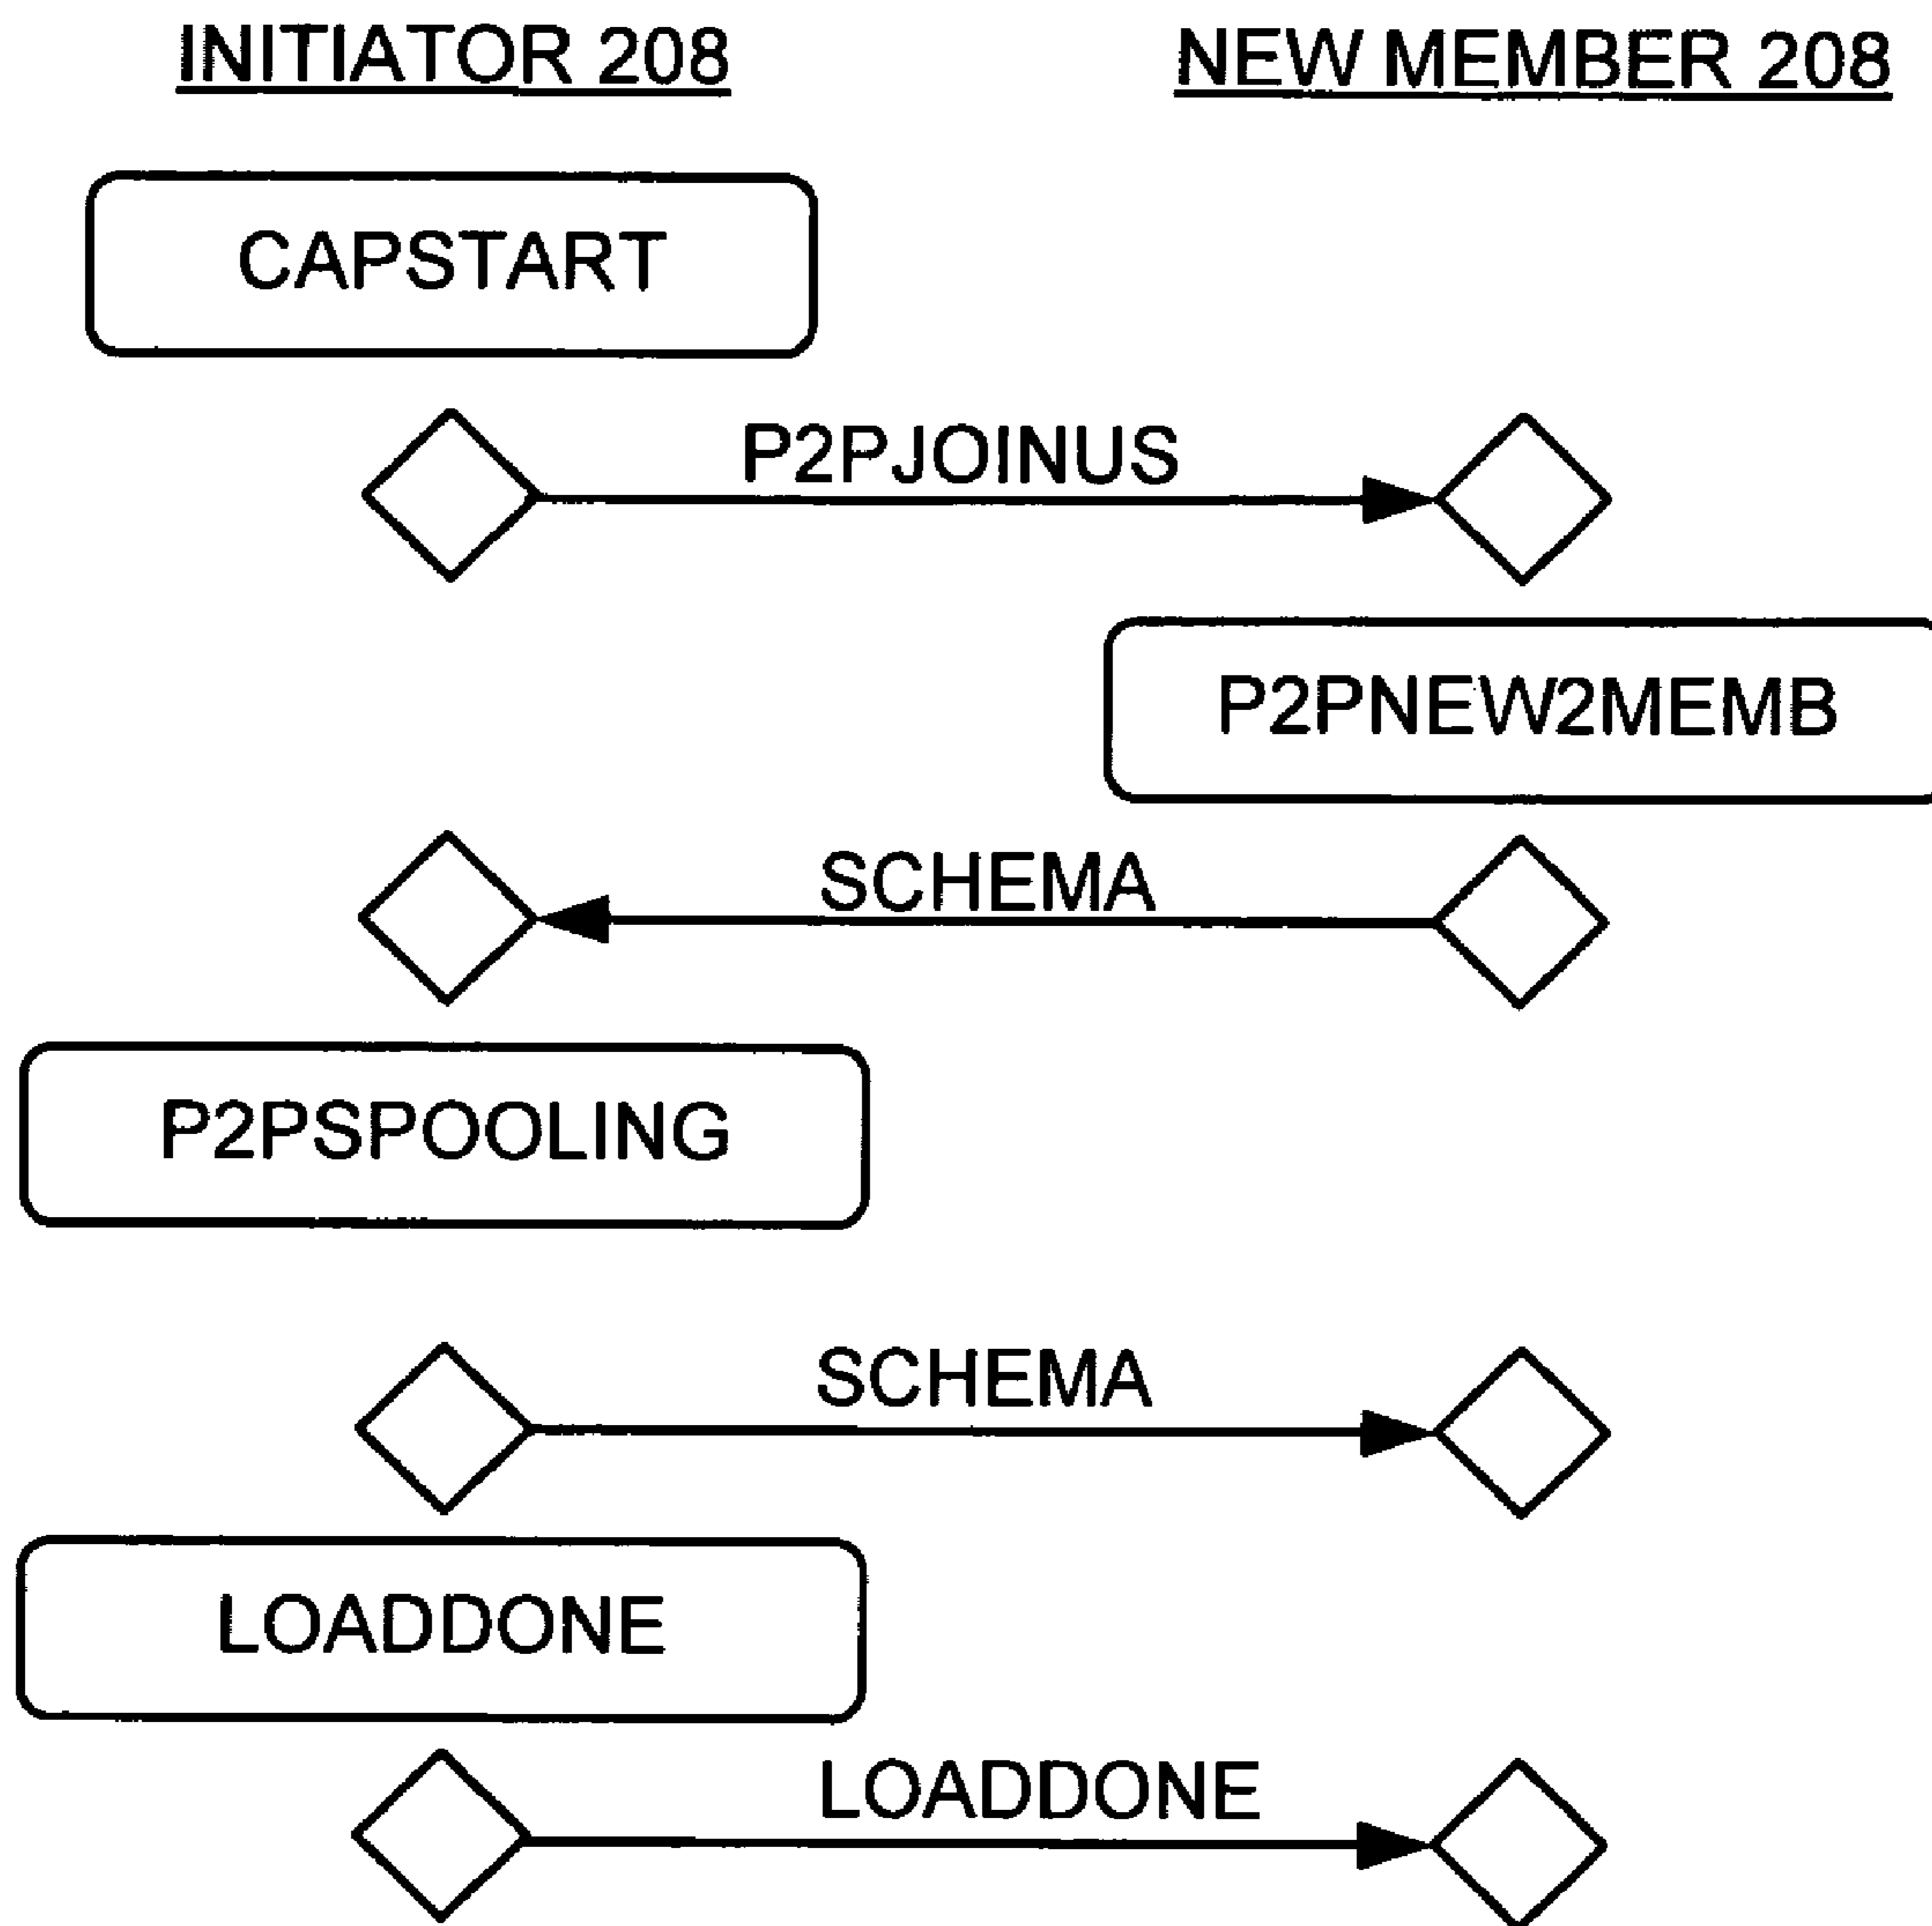 INITIATOR 208
NEW MEMBER 208
CAPSTART
P2PJOINUS
P2PNEW2MEMB
SCHEMA
P2PSPOOLING
SCHEMA
LOADDONE
LOADDONE